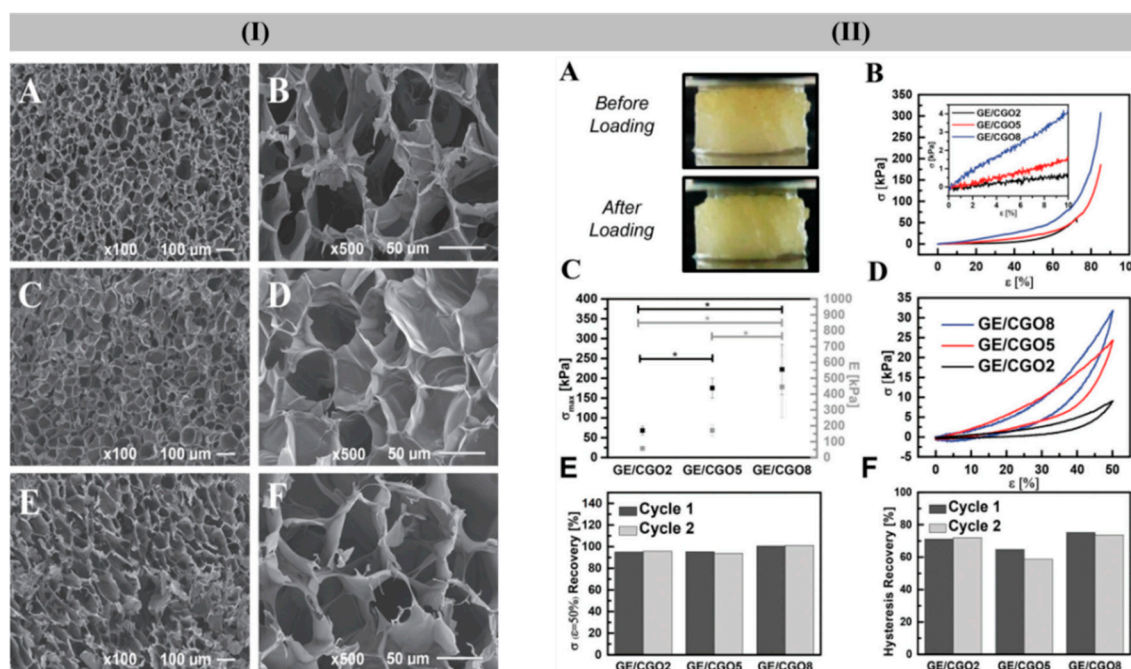 (I)
(II)
A
x100 100 µm
B
x500 50 µm
C
x100 100 µm
D
x500 50 µm
E
x100 100 µm
F
x500 50 µm
A
Before
Loading
After
Loading
B
350
300
250
200
150
100
50
0
σ [kPa]
4
3
2
1
0
σ [kPa]
GE/CGO2
GE/CGO5
GE/CGO8
0 2 4 6 8 10
ε [%]
0 20 40 60 80 100
ε [%]
C
400
350
300
250
200
150
100
50
0
σmax [kPa]
* * * *
1000
900
800
700
600
500
400
300
200
100
0
E [kPa]
GE/CGO2 GE/CGO5 GE/CGO8
D
35
30
25
20
15
10
5
0
-5
σ [kPa]
GE/CGO8
GE/CGO5
GE/CGO2
0 10 20 30 40 50
ε [%]
E
140
120
100
80
60
40
20
0
σ (ε=50%) Recovery [%]
Cycle 1
Cycle 2
GE/CGO2 GE/CGO5 GE/CGO8
F
100
80
60
40
20
0
Hysteresis Recovery [%]
Cycle 1
Cycle 2
GE/CGO2 GE/CGO5 GE/CGO8